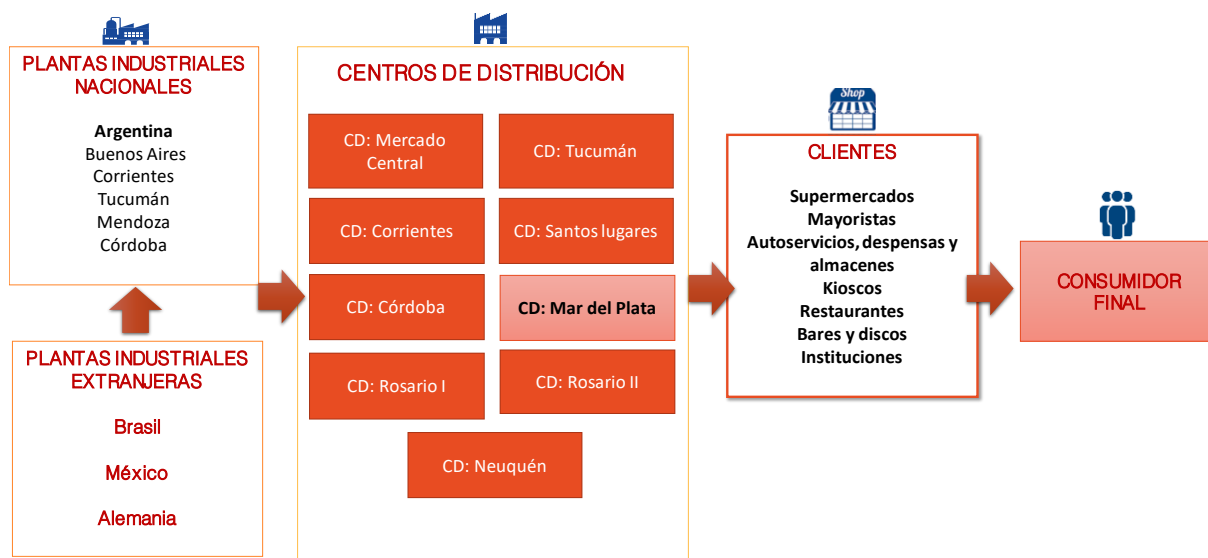 PLANTAS INDUSTRIALES
NACIONALES
Argentina
Buenos Aires
Corrientes
Tucumán
Mendoza
Córdoba
PLANTAS INDUSTRIALES
EXTRANJERAS
Brasil
México
Alemania
CENTROS DE DISTRIBUCIÓN
CD: Mercado
Central
CD: Tucumán
CD: Corrientes
CD: Santos lugares
CD: Córdoba
CD: Mar del Plata
CD: Rosario I
CD: Rosario II
CD: Neuquén
Shop
CLIENTES
Supermercados
Mayoristas
Autoservicios, despensas y
almacenes
Kioscos
Restaurantes
Bares y discos
Instituciones
CONSUMIDOR
FINAL